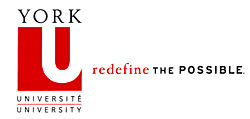 YORK
U
UNIVERSITÉ
UNIVERSITY
redefine THE POSSIBLE.